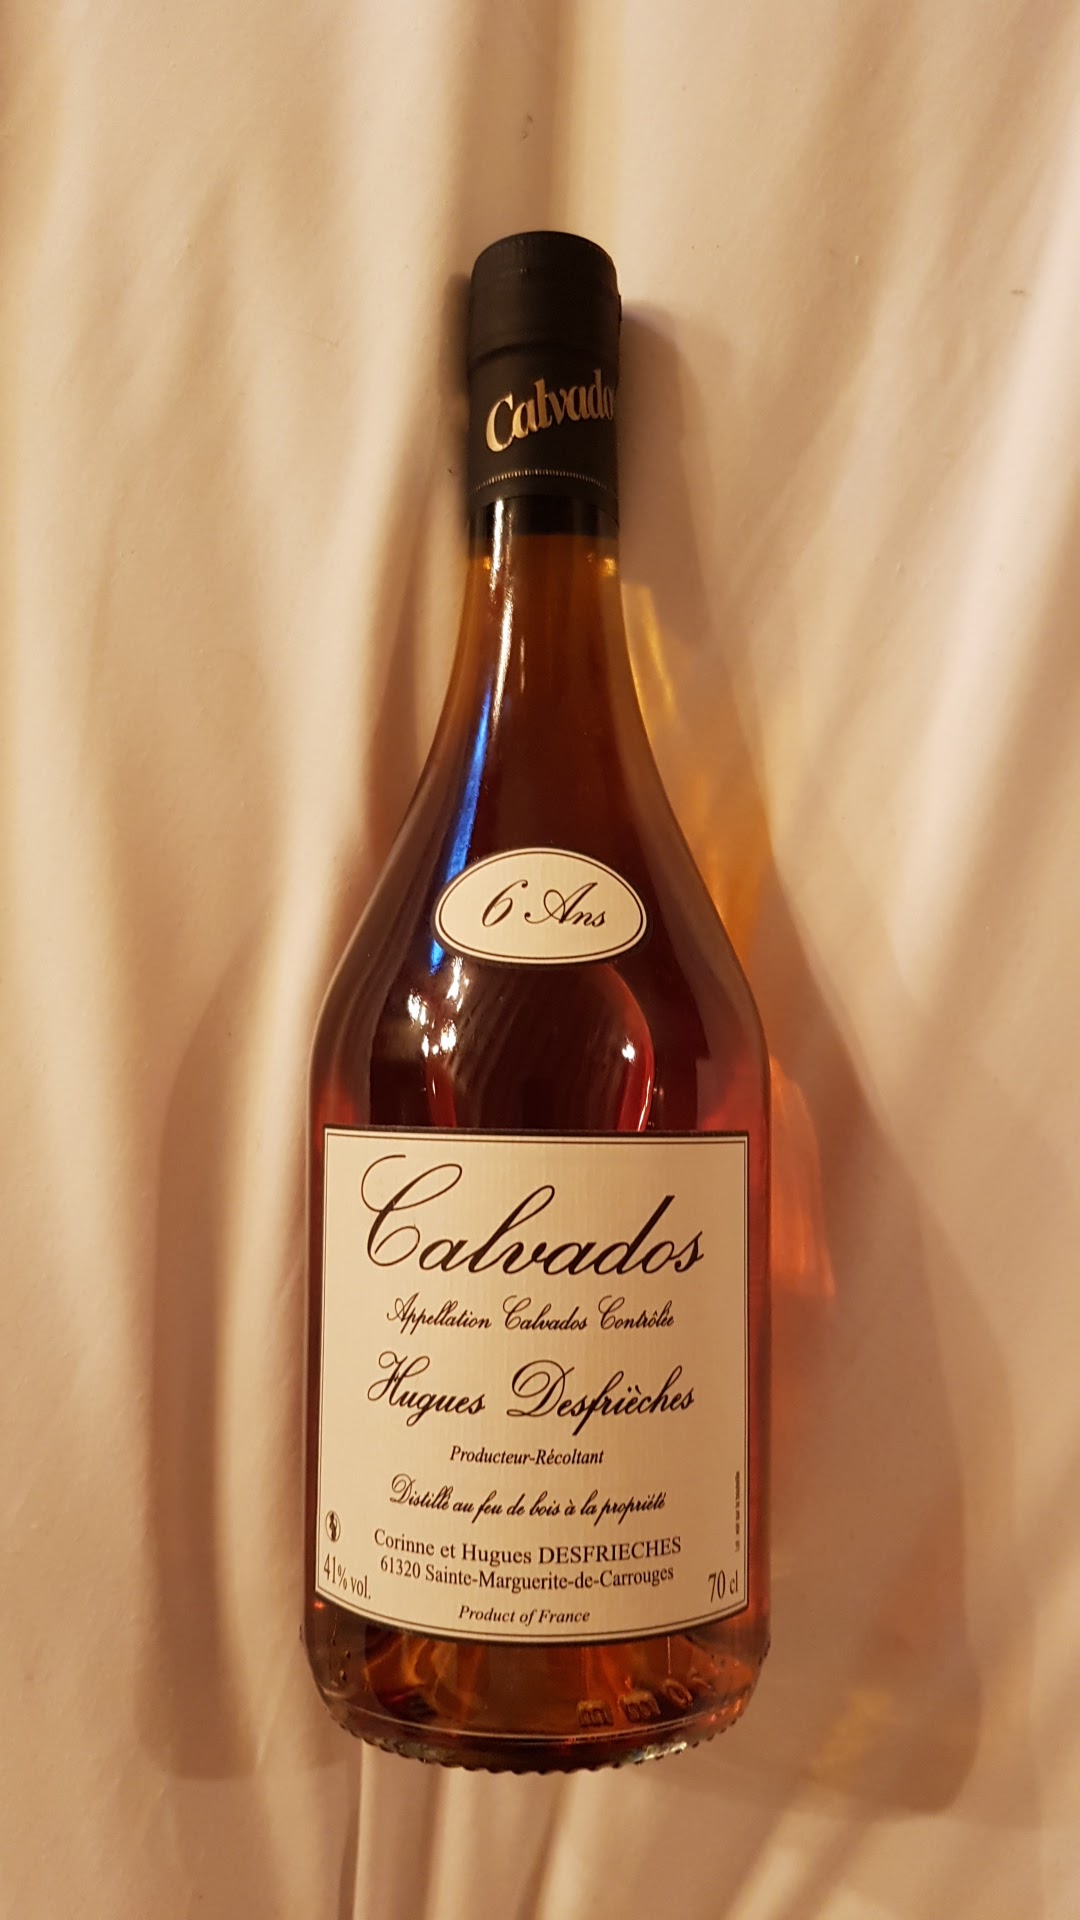 Calvado
6 Ans
Calvados
Appellation Calvados Contrôlée
Hugues Desfrièches
Producteur-Récoltant
Distillé au feu de bois à la propriété
Corinne et Hugues DESFRIECHES
61320 Sainte-Marguerite-de-Carrouges
41% vol.
70 cl
Product of France